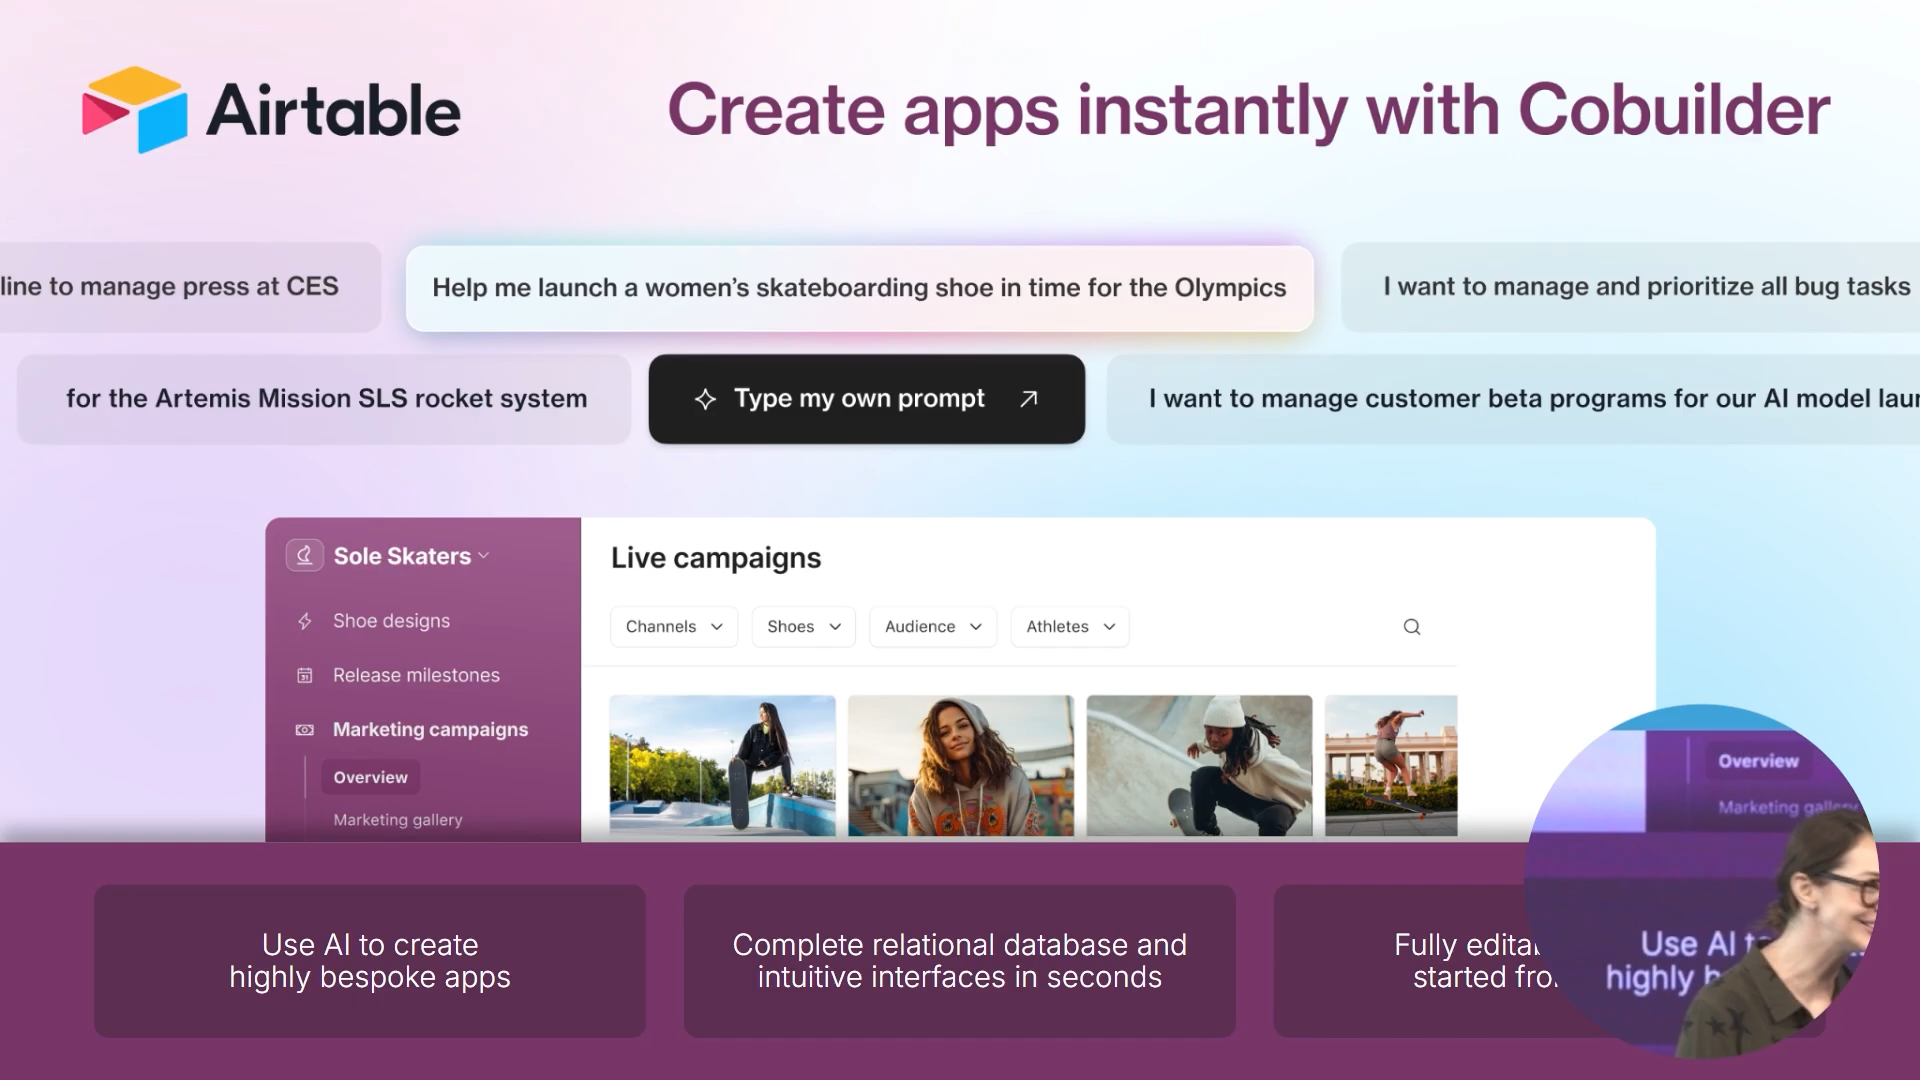 Airtable
Create apps instantly with Cobuilder
line to manage press at CES
Help me launch a women’s skateboarding shoe in time for the Olympics
I want to manage and prioritize all bug tasks
for the Artemis Mission SLS rocket system
Type my own prompt
I want to manage customer beta programs for our AI model
Sole Skaters
Shoe designs
Release milestones
Marketing campaigns
Overview
Marketing gallery
Live campaigns
Channels
Shoes
Audience
Athletes
Use AI to create
highly bespoke apps
Complete relational database and
intuitive interfaces in seconds
Fully
started
Overview
Marketing
Use AI
highly